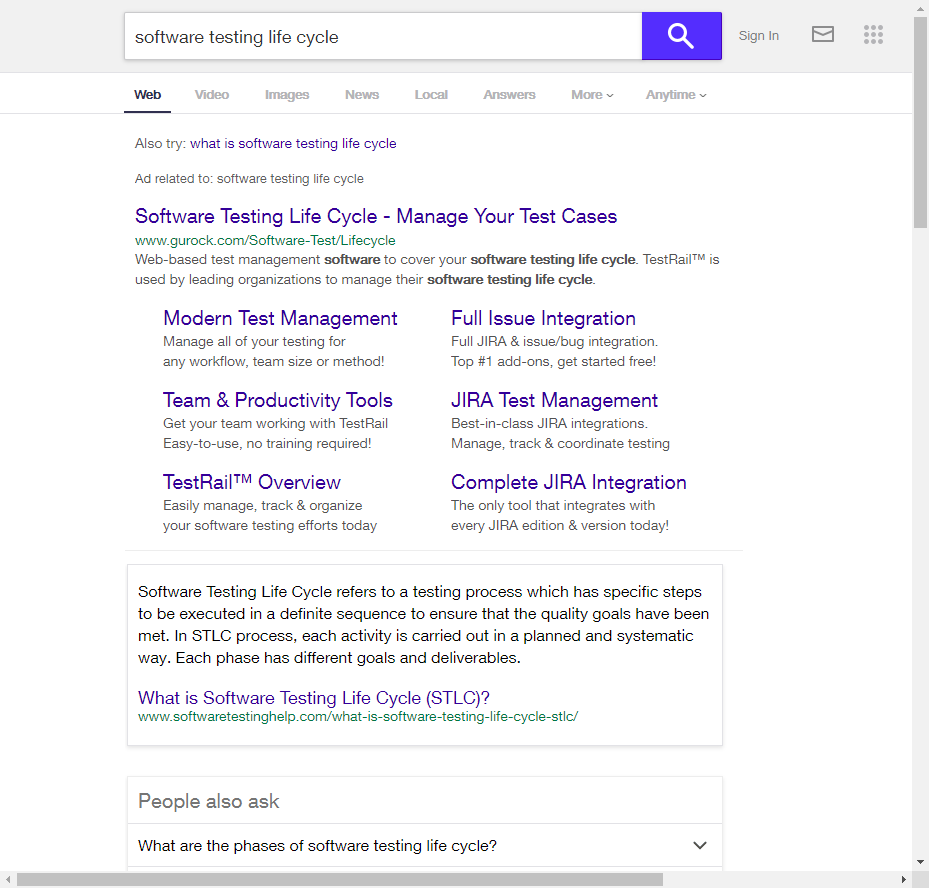 software testing life cycle
Sign In
Web Video Images News Local Answers More Anytime
Also try: what is software testing life cycle
Ad related to: software testing life cycle
Software Testing Life Cycle - Manage Your Test Cases
www.gurock.com/Software-Test/Lifecycle
Web-based test management software to cover your software testing life cycle. TestRail™ is
used by leading organizations to manage their software testing life cycle.
Modern Test Management
Manage all of your testing for
any workflow, team size or method!
Full Issue Integration
Full JIRA & issue/bug integration.
Top #1 add-ons, get started free!
Team & Productivity Tools
Get your team working with TestRail
Easy-to-use, no training required!
JIRA Test Management
Best-in-class JIRA integrations.
Manage, track & coordinate testing
TestRail™ Overview
Easily manage, track & organize
your software testing efforts today
Complete JIRA Integration
The only tool that integrates with
every JIRA edition & version today!
Software Testing Life Cycle refers to a testing process which has specific steps
to be executed in a definite sequence to ensure that the quality goals have been
met. In STLC process, each activity is carried out in a planned and systematic
way. Each phase has different goals and deliverables.
What is Software Testing Life Cycle (STLC)?
www.softwaretestinghelp.com/what-is-software-testing-life-cycle-stlc/
People also ask
What are the phases of software testing life cycle?